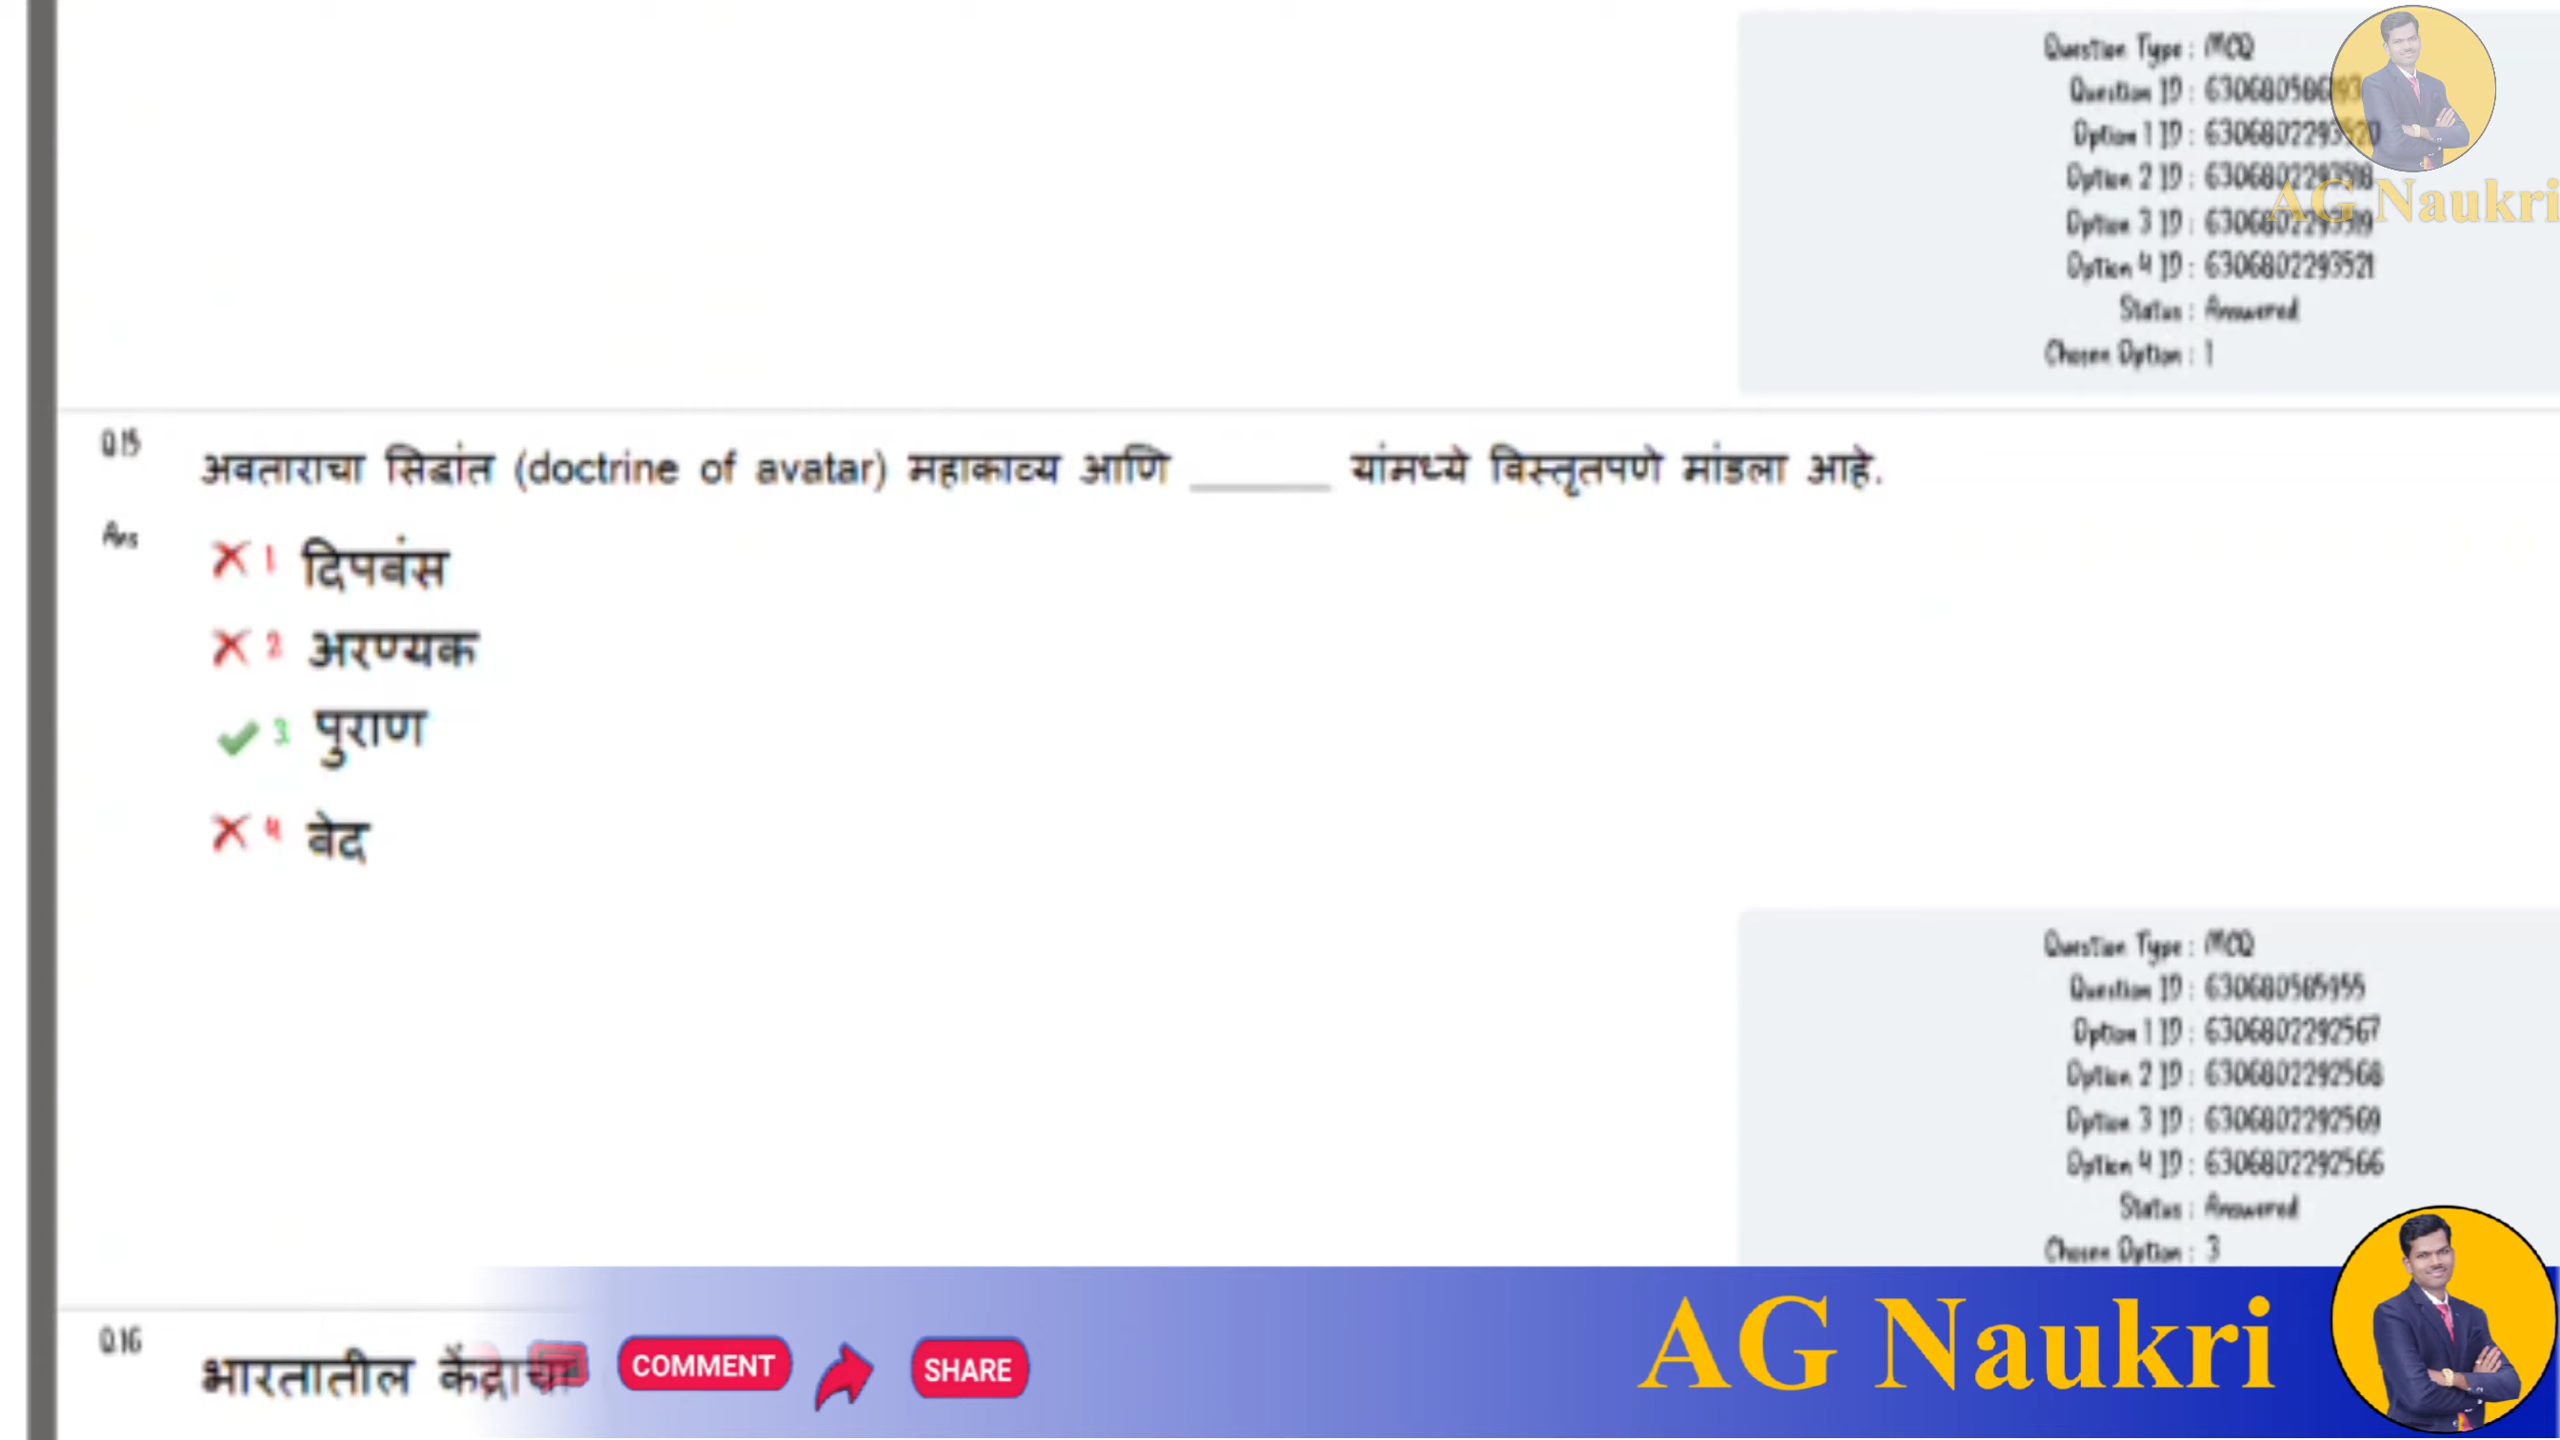 Question Type : MCQ
Option 4 ID : 6306802293521
Status : Answered
Chosen Option : 1
AG Naukri
Q.15
अवताराचा सिद्धांत (doctrine of avatar) महाकाव्य आणि ______ यांमध्ये विस्तृतपणे मांडला आहे.
Ans
1 दिपवंस
2 अरण्यक
3 पुराण
4 वेद
Question Type : MCQ
Question ID : 630680585955
Option 1 ID : 6306802292567
Option 2 ID : 6306802292568
Option 3 ID : 6306802292569
Option 4 ID : 6306802292566
Status : Answered
Chosen Option : 3
Q.16
भारतातील
COMMENT
SHARE
AG Naukri